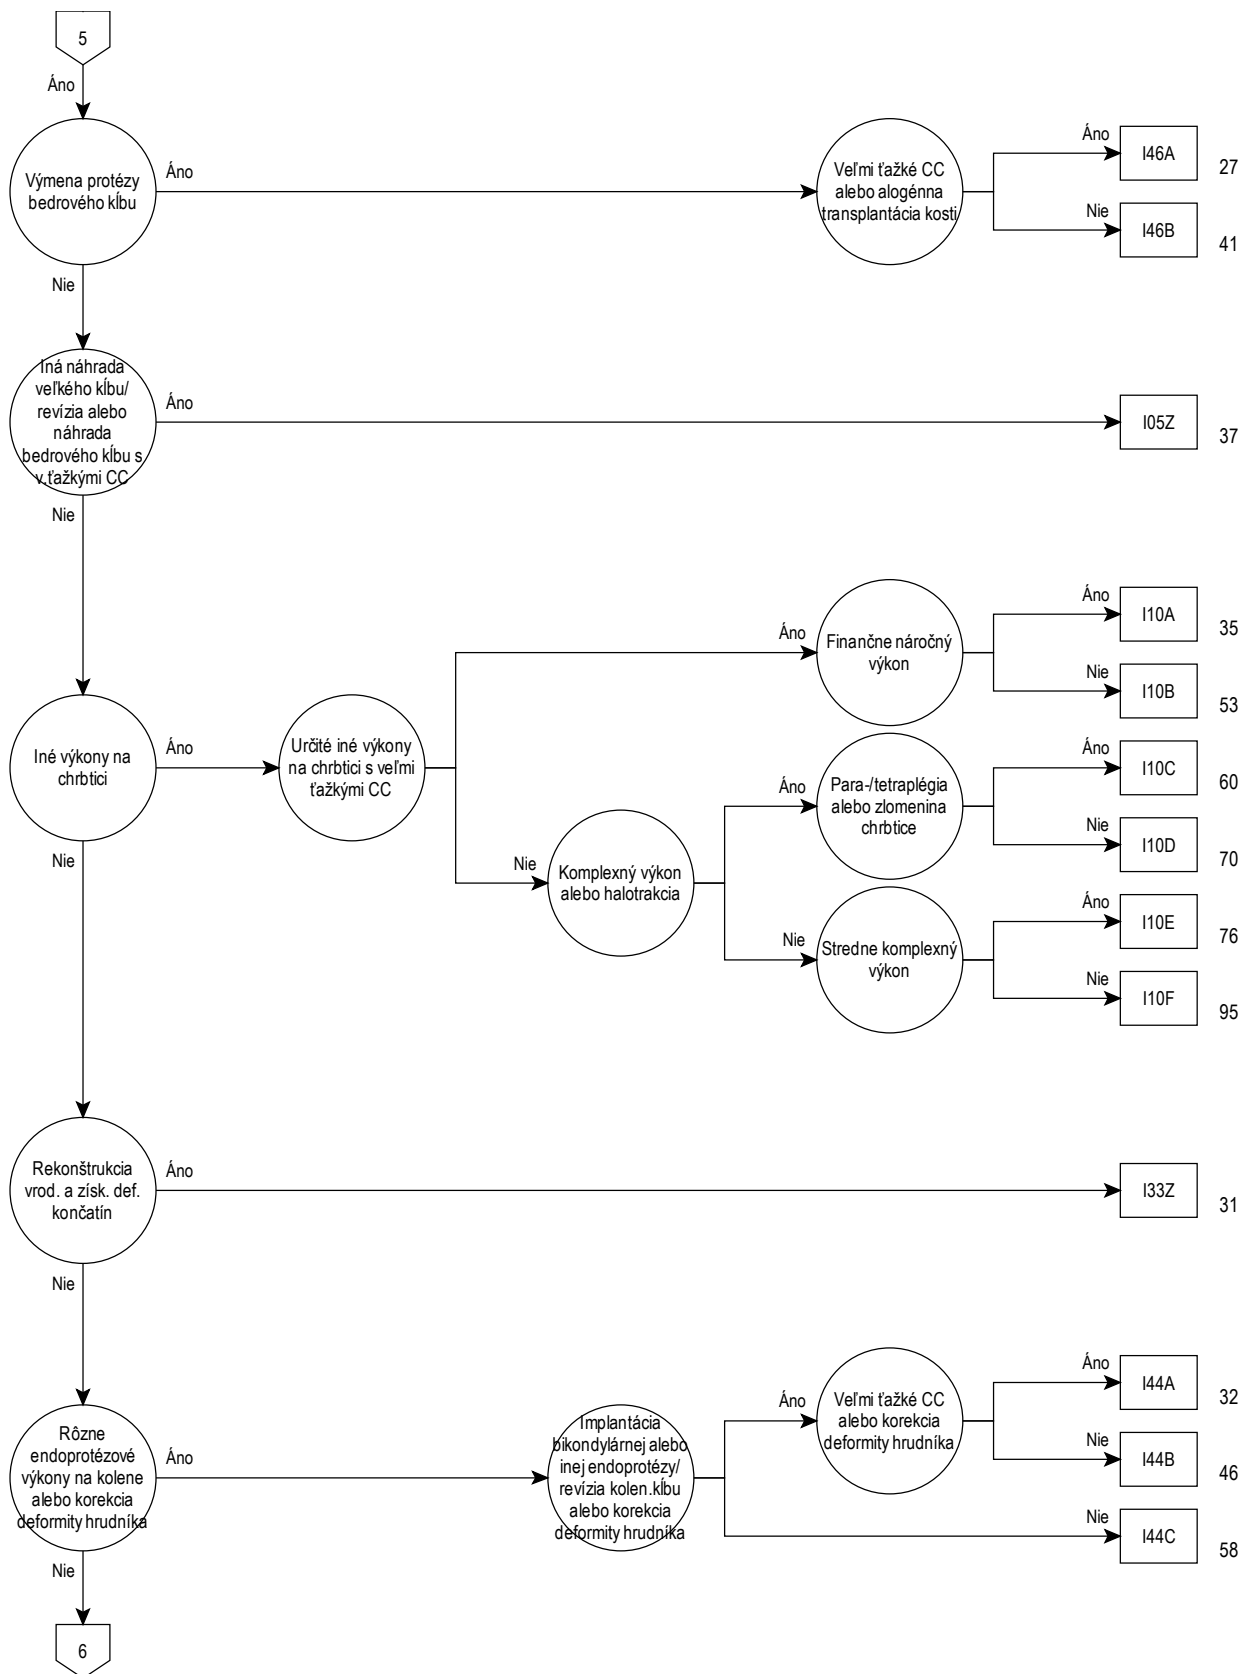 5
Áno
Výmena protézy
bedrového kĺbu
Áno
Veľmi ťažké CC
alebo alogénna
transplantácia kosti
Áno
I46A
27
Nie
I46B
41
Nie
Iná náhrada
veľkého kĺbu/
revízia alebo
náhrada
bedrového kĺbu s
v.ťažkými CC
Áno
I05Z
37
Nie
Iné výkony na
chrbtici
Áno
Určité iné výkony
na chrbtici s veľmi
ťažkými CC
Áno
Finančne náročný
výkon
Áno
I10A
35
Nie
I10B
53
Nie
Komplexný výkon
alebo halotrakcia
Áno
Para-/tetraplégia
alebo zlomenina
chrbtice
Áno
I10C
60
Nie
I10D
70
Nie
Stredne komplexný
výkon
Áno
I10E
76
Nie
I10F
95
Nie
Rekonštrukcia
vrod. a získ. def.
končatín
Áno
I33Z
31
Nie
Rôzne
endoprotézové
výkony na kolene
alebo korekcia
deformity hrudníka
Áno
Implantácia
bikondylárnej alebo
inej endoprotézy/
revízia kolen.kĺbu
alebo korekcia
deformity hrudníka
Áno
Veľmi ťažké CC
alebo korekcia
deformity hrudníka
Áno
I44A
32
Nie
I44B
46
Nie
I44C
58
Nie
6